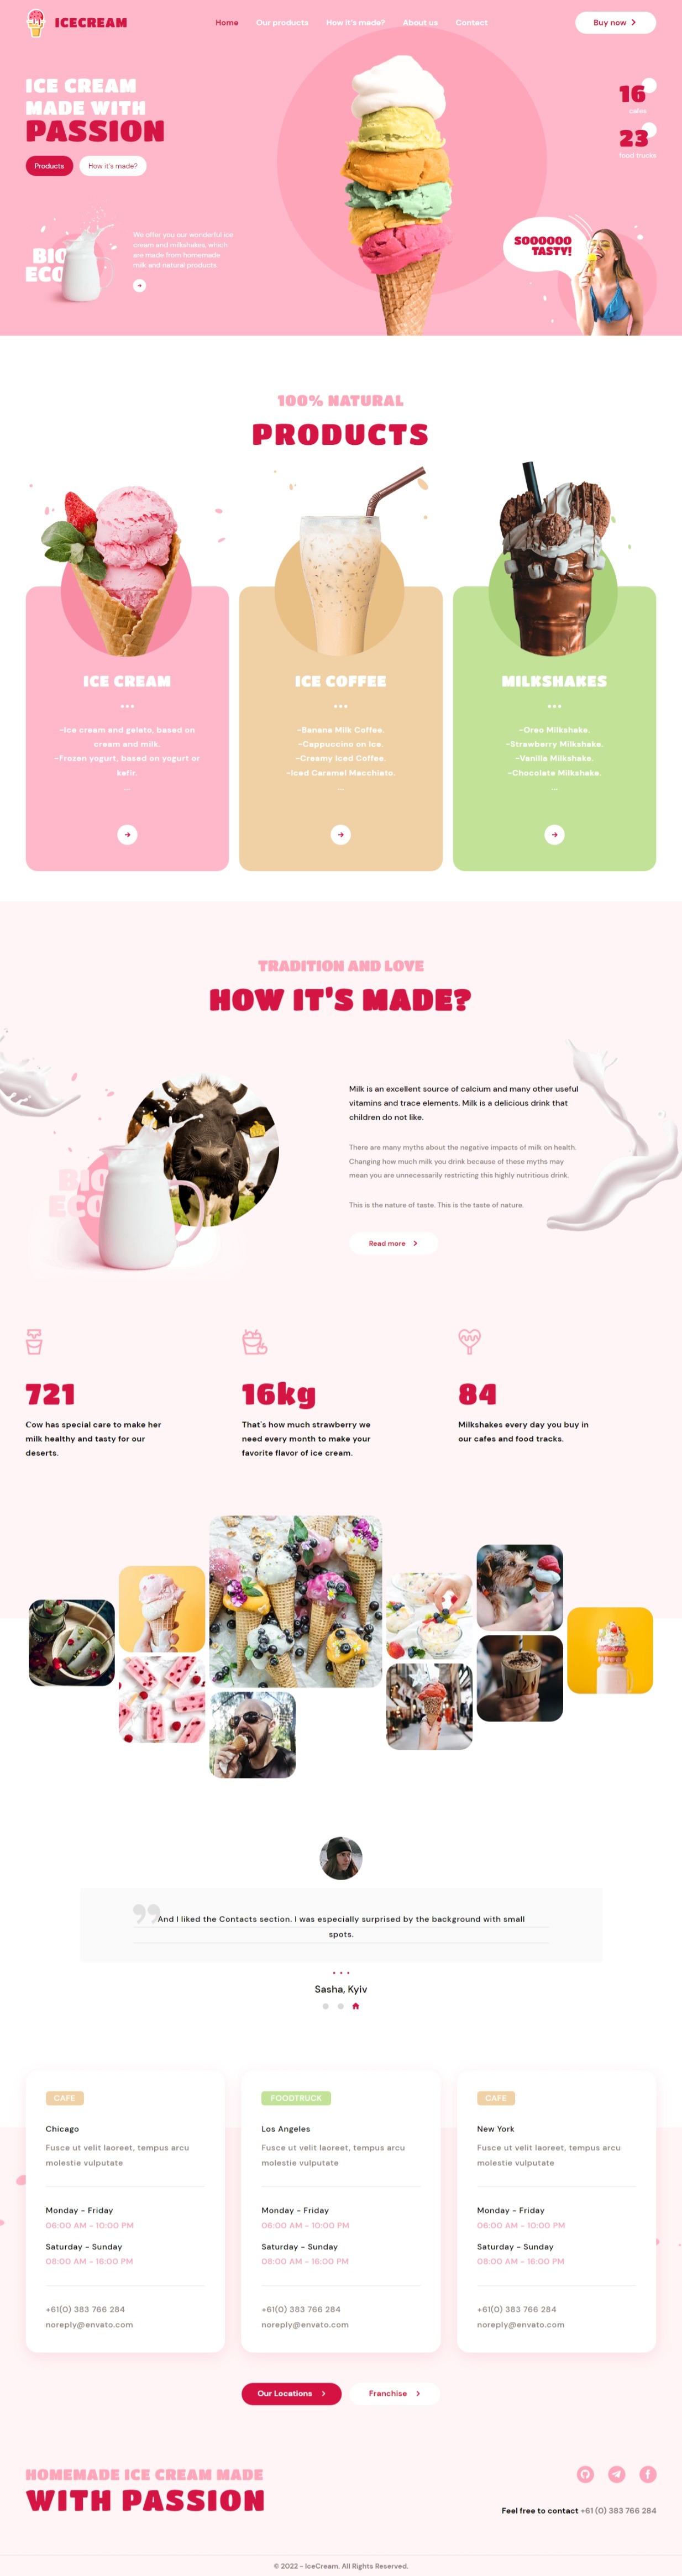 ICECREAM
Home
Our products
How it's made?
About us
Contact
Buy now
ICE CREAM
MADE WITH
PASSION
Products
How it's made?
16
cafes
23
food trucks
BIO
ECO
We offer you our wonderful ice
cream and milkshakes, which
are made from homemade
milk and natural products.
SOOOOOO
TASTY!
100% NATURAL
PRODUCTS
ICE CREAM
-Ice cream and gelato, based on
cream and milk.
-Frozen yogurt, based on yogurt or
kefir.
...
ICE COFFEE
-Banana Milk Coffee.
-Cappuccino on Ice.
-Creamy Iced Coffee.
-Iced Caramel Macchiato.
...
MILKSHAKES
-Oreo Milkshake.
-Strawberry Milkshake.
-Vanilla Milkshake.
-Chocolate Milkshake.
...
TRADITION AND LOVE
HOW IT'S MADE?
BIO
ECO
Milk is an excellent source of calcium and many other useful
vitamins and trace elements. Milk is a delicious drink that
children do not like.
There are many myths about the negative impacts of milk on health.
Changing how much milk you drink because of these myths may
mean you are unnecessarily restricting this highly nutritious drink.
This is the nature of taste. This is the taste of nature.
Read more
721
Cow has special care to make her
milk healthy and tasty for our
deserts.
16kg
That's how much strawberry we
need every month to make your
favorite flavor of ice cream.
84
Milkshakes every day you buy in
our cafes and food tracks.
And I liked the Contacts section. I was especially surprised by the background with small
spots.
Sasha, Kyiv
CAFE
Chicago
Fusce ut velit laoreet, tempus arcu
molestie vulputate
Monday - Friday
06:00 AM - 10:00 PM
Saturday - Sunday
08:00 AM - 16:00 PM
+61(0) 383 766 284
noreply@envato.com
FOODTRUCK
Los Angeles
Fusce ut velit laoreet, tempus arcu
molestie vulputate
Monday - Friday
06:00 AM - 10:00 PM
Saturday - Sunday
08:00 AM - 16:00 PM
+61(0) 383 766 284
noreply@envato.com
CAFE
New York
Fusce ut velit laoreet, tempus arcu
molestie vulputate
Monday - Friday
06:00 AM - 10:00 PM
Saturday - Sunday
08:00 AM - 16:00 PM
+61(0) 383 766 284
noreply@envato.com
Our Locations
Franchise
HOMEMADE ICE CREAM MADE
WITH PASSION
Feel free to contact +61 (0) 383 766 284
© 2022 - IceCream. All Rights Reserved.